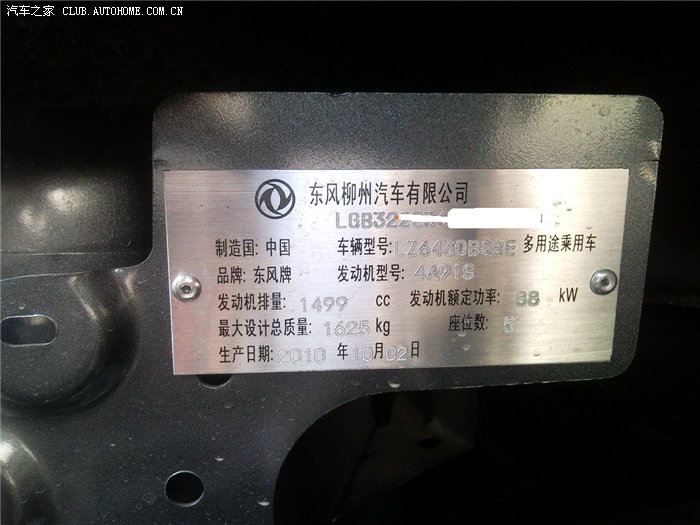 汽车之家 CLUB.AUTOHOME.COM.CN
东风柳州汽车有限公司
制造国: 中国 车辆型号: 多用途乘用车
品牌: 东风牌 发动机型号: 4A91S
发动机排量: 1499 cc 发动机额定功率: 88 kW
最大设计总质量: 1625 kg 座位数: 5
生产日期: 2010 年 10 月 02 日